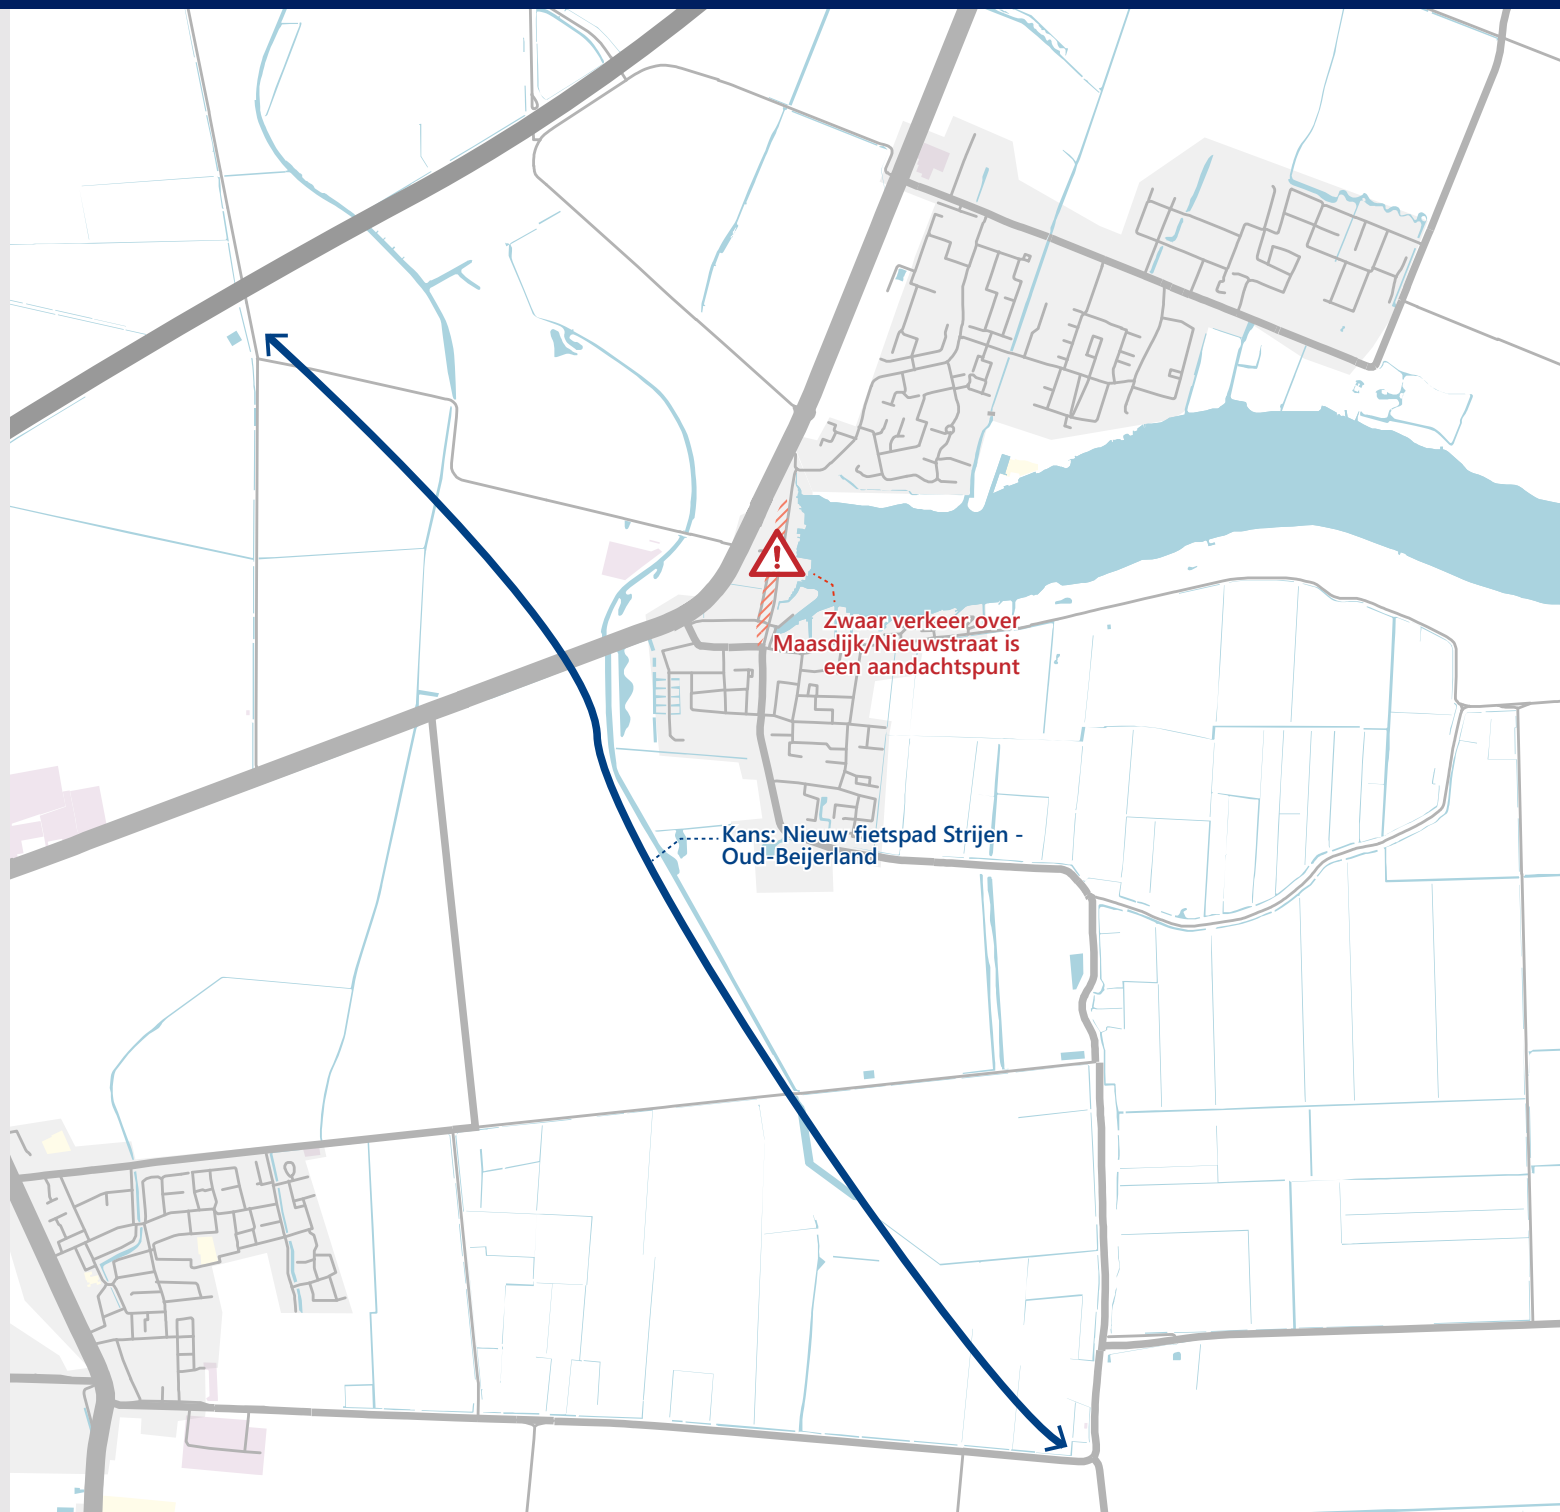 Zwaar verkeer over
Maasdijk/Nieuwstraat is
een aandachtspunt
Kans: Nieuw fietspad Strijen -
Oud-Beijerland